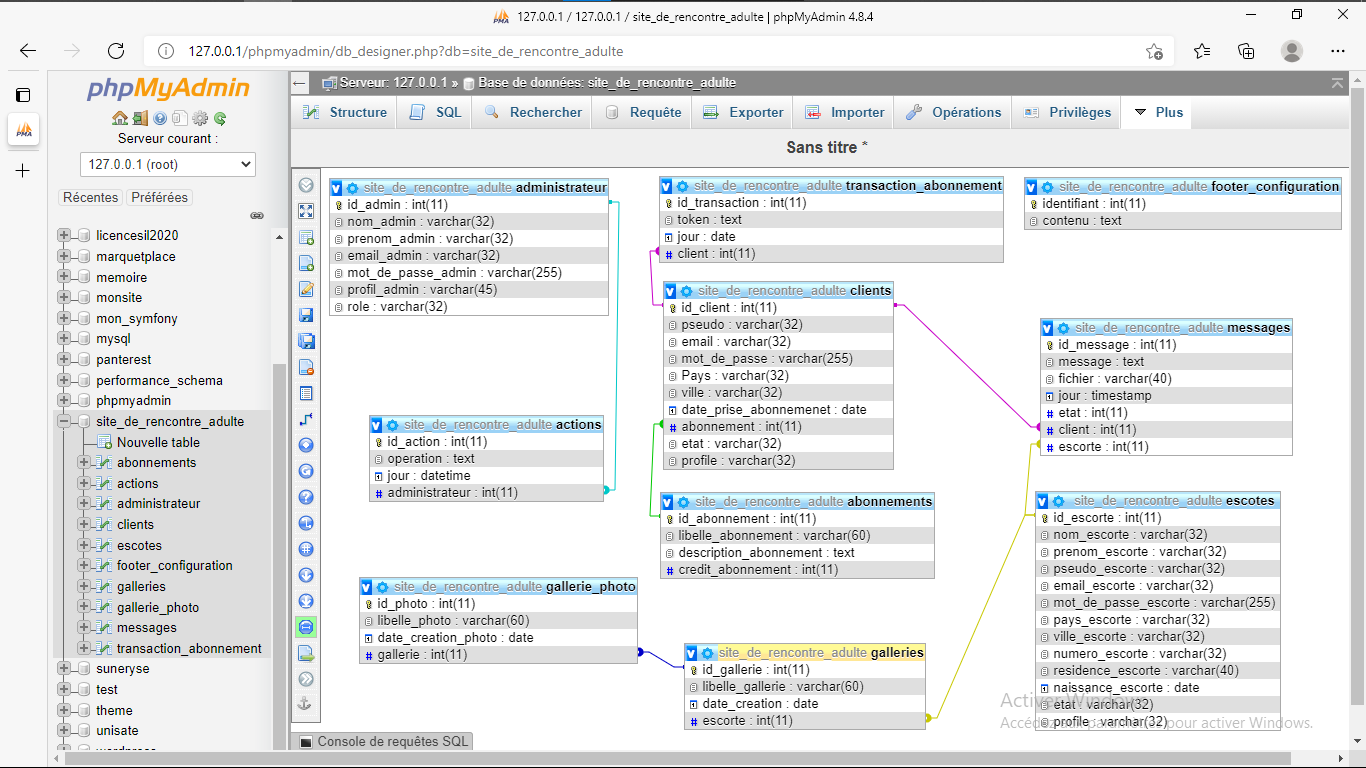 127.0.0.1 / 127.0.0.1 / site_de_rencontre_adulte | phpMyAdmin 4.8.4
127.0.0.1/phpmyadmin/db_designer.php?db=site_de_rencontre_adulte
phpMyAdmin
Serveur courant :
127.0.0.1 (root)
Récentes Préférées
licencesil2020
marquetplace
memoire
monsite
mon_symfony
mysql
panterest
performance_schema
phpmyadmin
site_de_rencontre_adulte
Nouvelle table
abonnements
actions
administrateur
clients
escotes
footer_configuration
galleries
gallerie_photo
messages
transaction_abonnement
suneryse
test
theme
unisate
wordpress
Serveur: 127.0.0.1 » Base de données: site_de_rencontre_adulte
Structure SQL Rechercher Requête Exporter Importer Opérations Privilèges Plus
Sans titre *
site_de_rencontre_adulte administrateur
id_admin : int(11)
nom_admin : varchar(32)
prenom_admin : varchar(32)
email_admin : varchar(32)
mot_de_passe_admin : varchar(255)
profil_admin : varchar(45)
role : varchar(32)
site_de_rencontre_adulte transaction_abonnement
id_transaction : int(11)
token : text
jour : date
client : int(11)
site_de_rencontre_adulte footer_configuration
identifiant : int(11)
contenu : text
site_de_rencontre_adulte clients
id_client : int(11)
pseudo : varchar(32)
email : varchar(32)
mot_de_passe : varchar(255)
Pays : varchar(32)
ville : varchar(32)
date_prise_abonnemenet : date
abonnement : int(11)
etat : varchar(32)
profile : varchar(32)
site_de_rencontre_adulte messages
id_message : int(11)
message : text
fichier : varchar(40)
jour : timestamp
etat : int(11)
client : int(11)
escorte : int(11)
site_de_rencontre_adulte actions
id_action : int(11)
operation : text
jour : datetime
administrateur : int(11)
site_de_rencontre_adulte abonnements
id_abonnement : int(11)
libelle_abonnement : varchar(60)
description_abonnement : text
credit_abonnement : int(11)
site_de_rencontre_adulte escotes
id_escorte : int(11)
nom_escorte : varchar(32)
prenom_escorte : varchar(32)
pseudo_escorte : varchar(32)
email_escorte : varchar(32)
mot_de_passe_escorte : varchar(255)
pays_escorte : varchar(32)
ville_escorte : varchar(32)
numero_escorte : varchar(32)
residence_escorte : varchar(40)
naissance_escorte : date
etat : varchar(32)
profile : varchar(32)
site_de_rencontre_adulte gallerie_photo
id_photo : int(11)
libelle_photo : varchar(60)
date_creation_photo : date
gallerie : int(11)
site_de_rencontre_adulte galleries
id_gallerie : int(11)
libelle_gallerie : varchar(60)
date_creation : date
escorte : int(11)
Activer Windows
pour activer Windows.
Console de requêtes SQL